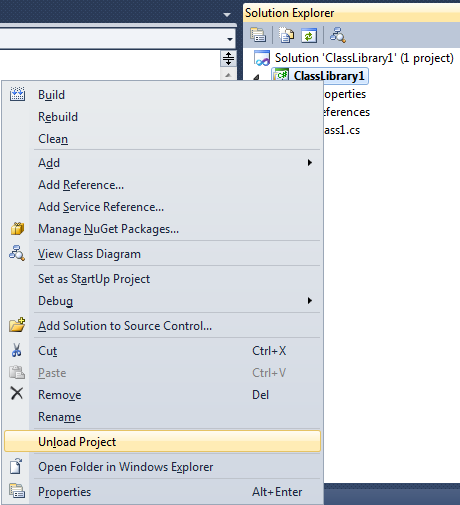 Solution Explorer
Solution 'ClassLibrary1' (1 project)
ClassLibrary1
operties
eferences
ass1.cs
Build
Rebuild
Clean
Add
Add Reference...
Add Service Reference...
Manage NuGet Packages...
View Class Diagram
Set as StartUp Project
Debug
Add Solution to Source Control...
Cut Ctrl+X
Paste Ctrl+V
Remove Del
Rename
Unload Project
Open Folder in Windows Explorer
Properties Alt+Enter